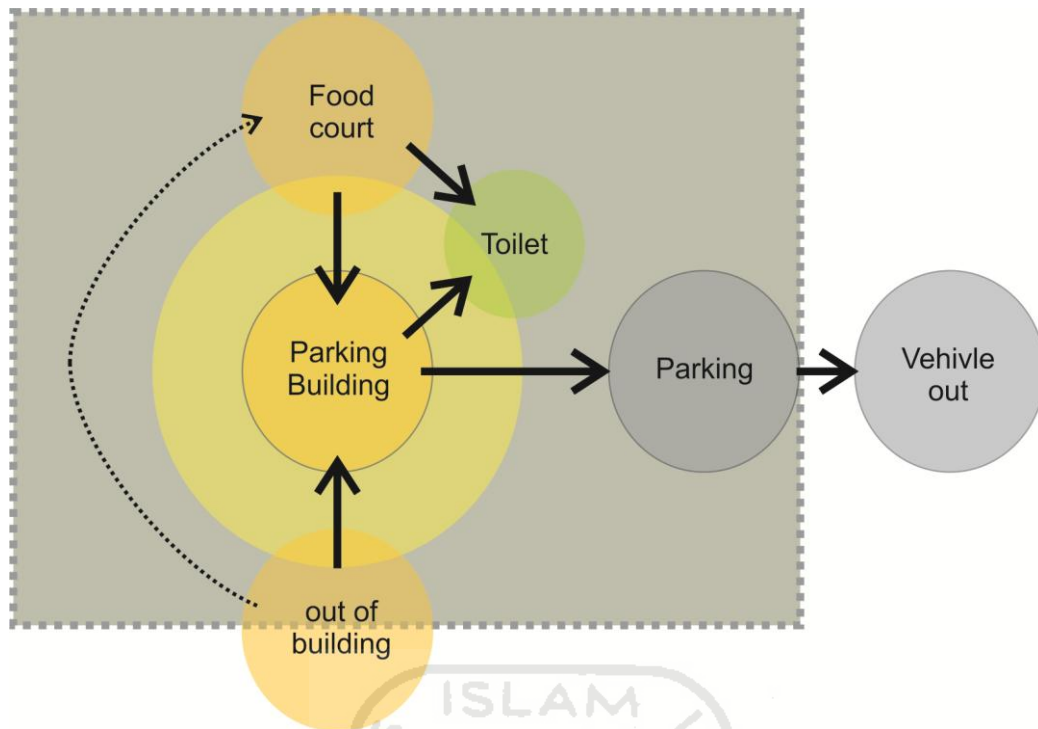 Food
court
Toilet
Parking
Building
Parking
Vehivle
out
out of
building
ISLAM